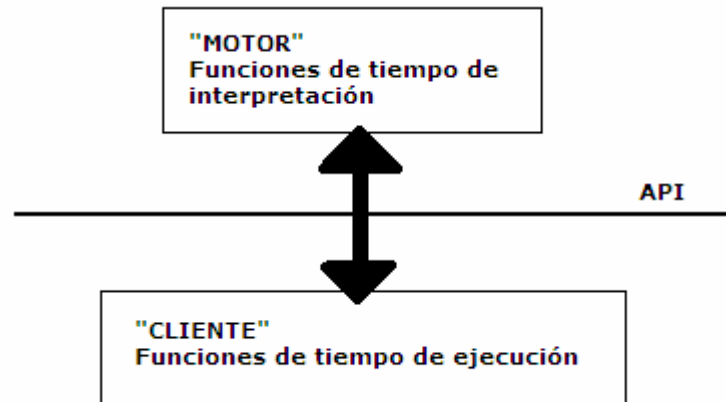 "MOTOR"
Funciones de tiempo de
interpretación
API
"CLIENTE"
Funciones de tiempo de ejecución